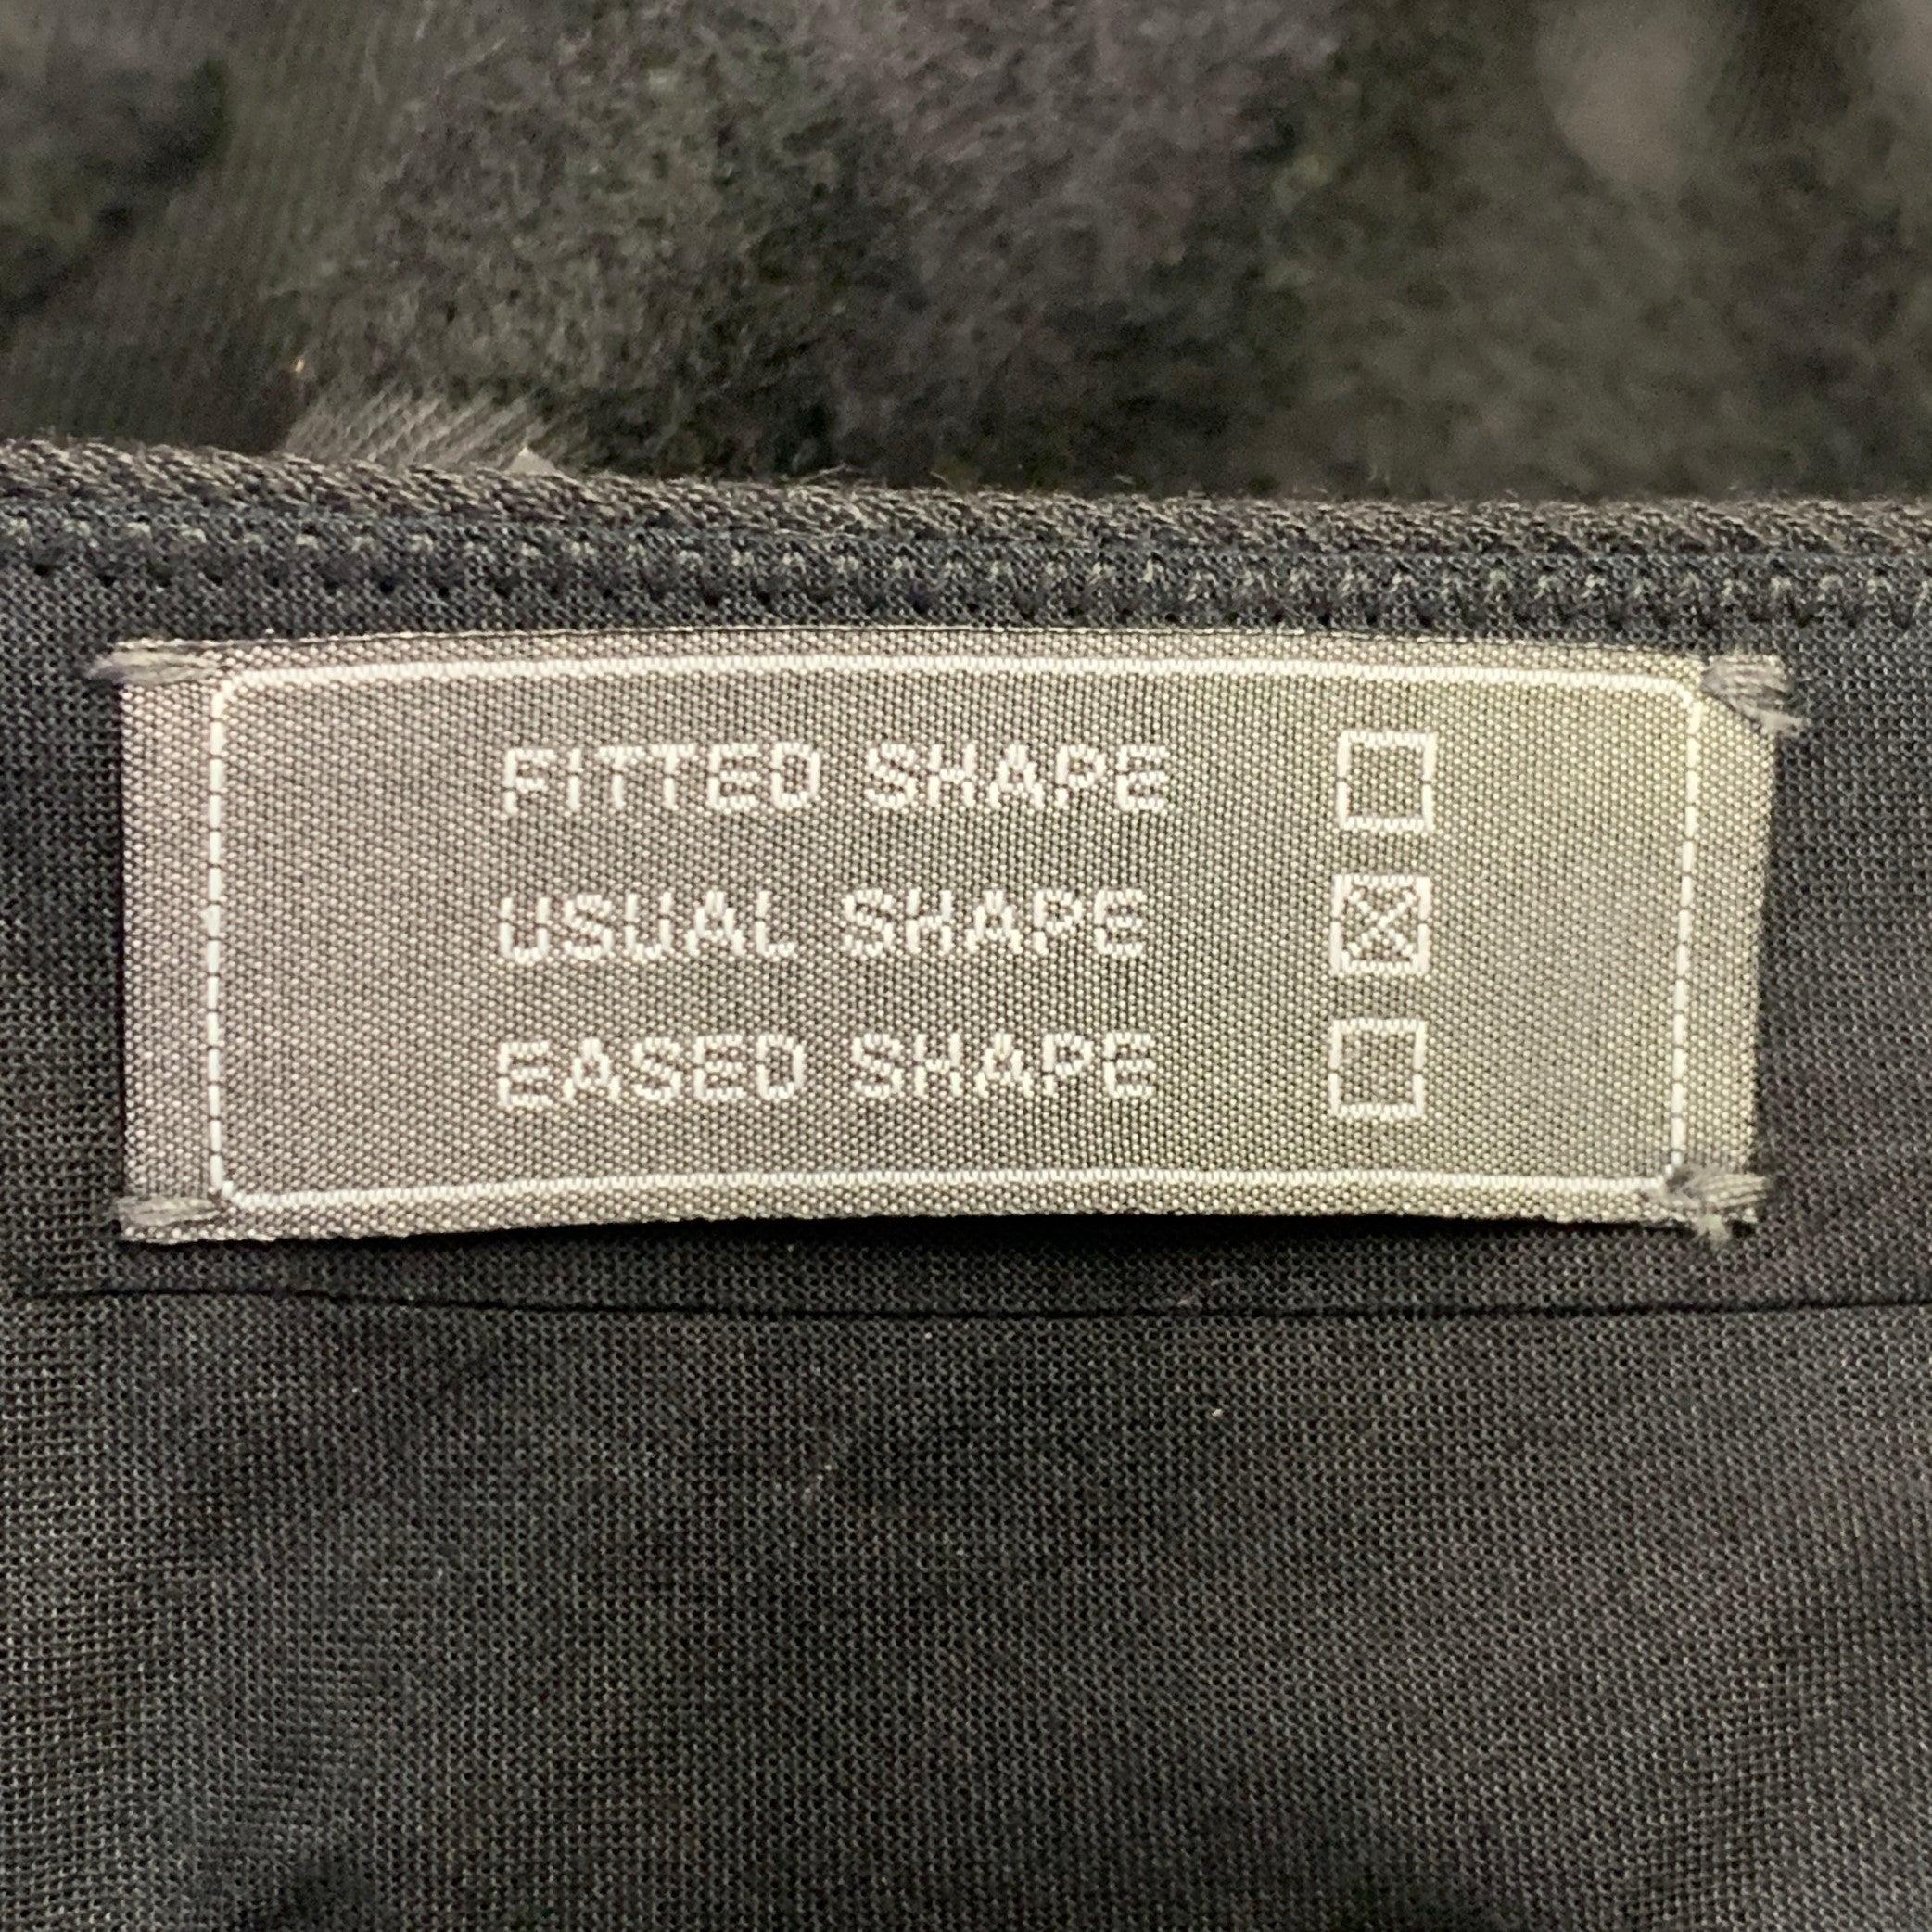 FITTED SHAPE ☐
USUAL SHAPE ☒
EASED SHAPE ☐